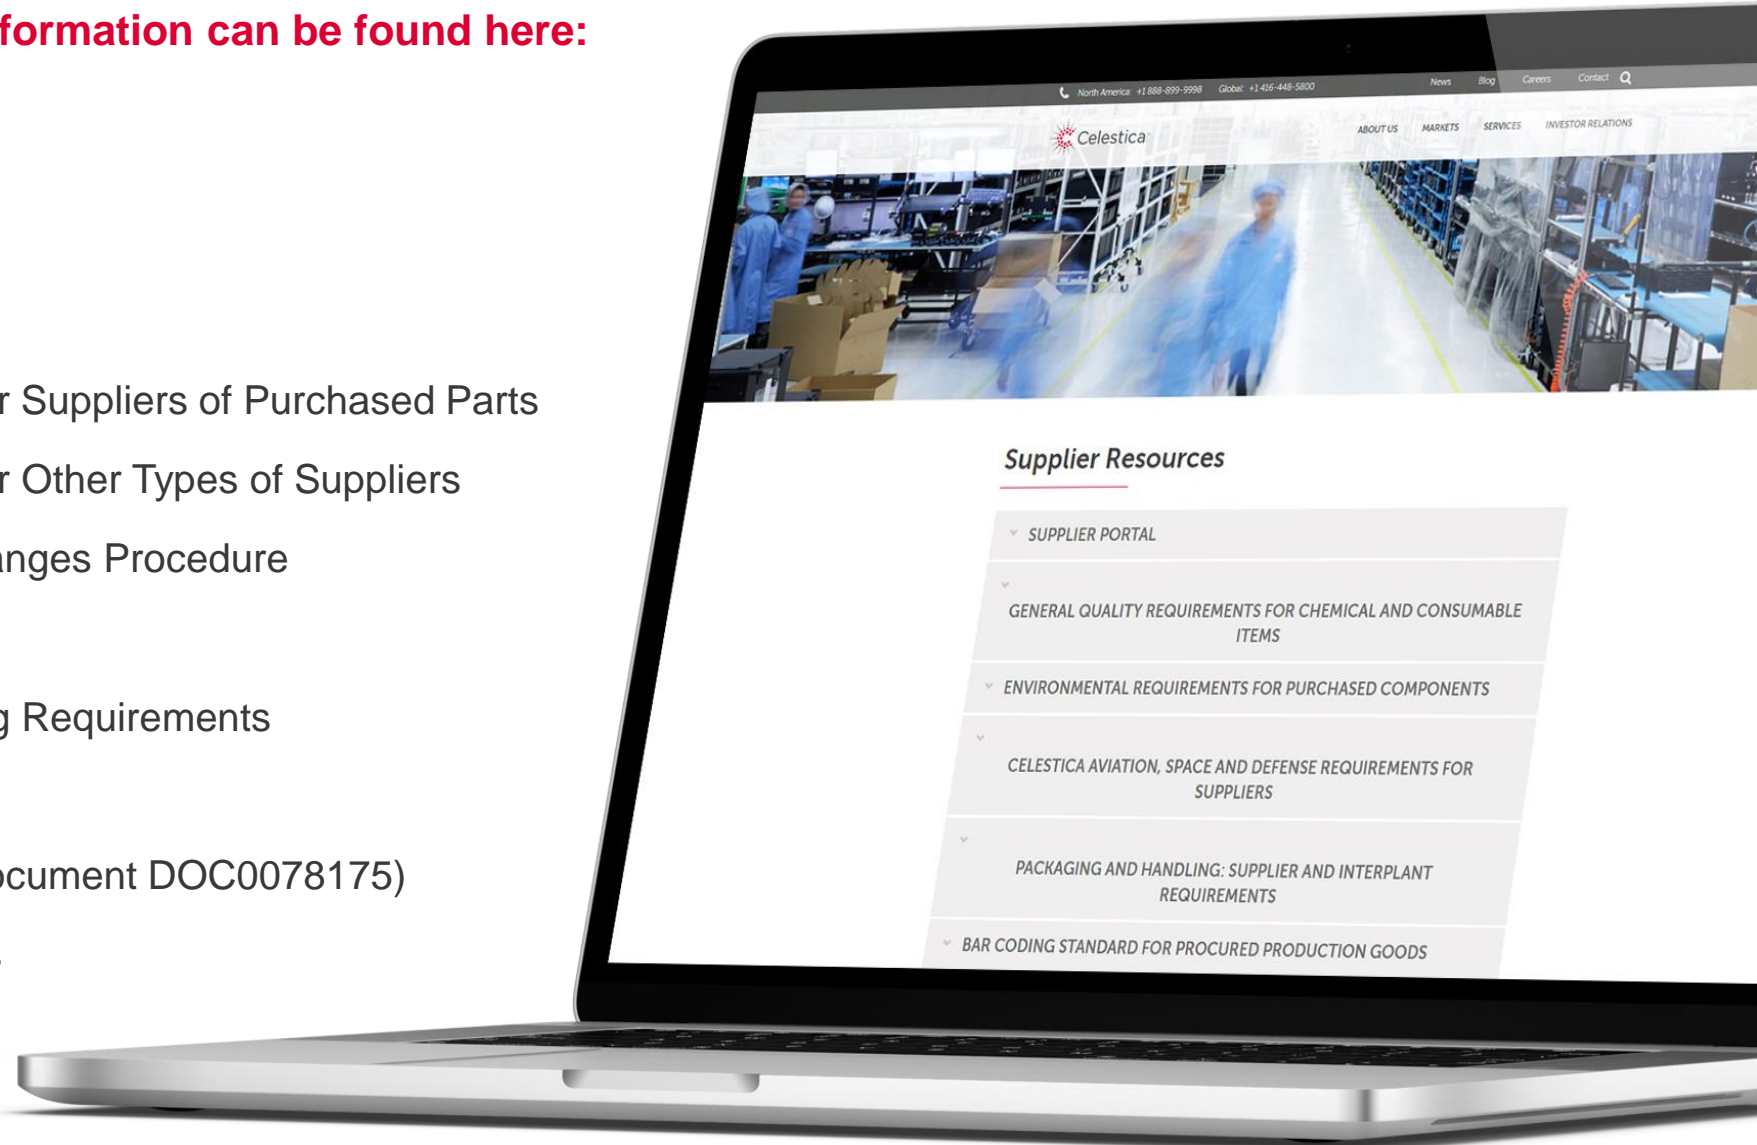 formation can be found here:
r Suppliers of Purchased Parts
r Other Types of Suppliers
anges Procedure
g Requirements
ocument DOC0078175)
North America: +1 888-899-9998 Global: +1 416-448-5800 News Blog Careers Contact
Celestica
ABOUT US MARKETS SERVICES INVESTOR RELATIONS
Supplier Resources
SUPPLIER PORTAL
GENERAL QUALITY REQUIREMENTS FOR CHEMICAL AND CONSUMABLE
ITEMS
ENVIRONMENTAL REQUIREMENTS FOR PURCHASED COMPONENTS
CELESTICA AVIATION, SPACE AND DEFENSE REQUIREMENTS FOR
SUPPLIERS
PACKAGING AND HANDLING: SUPPLIER AND INTERPLANT
REQUIREMENTS
BAR CODING STANDARD FOR PROCURED PRODUCTION GOODS